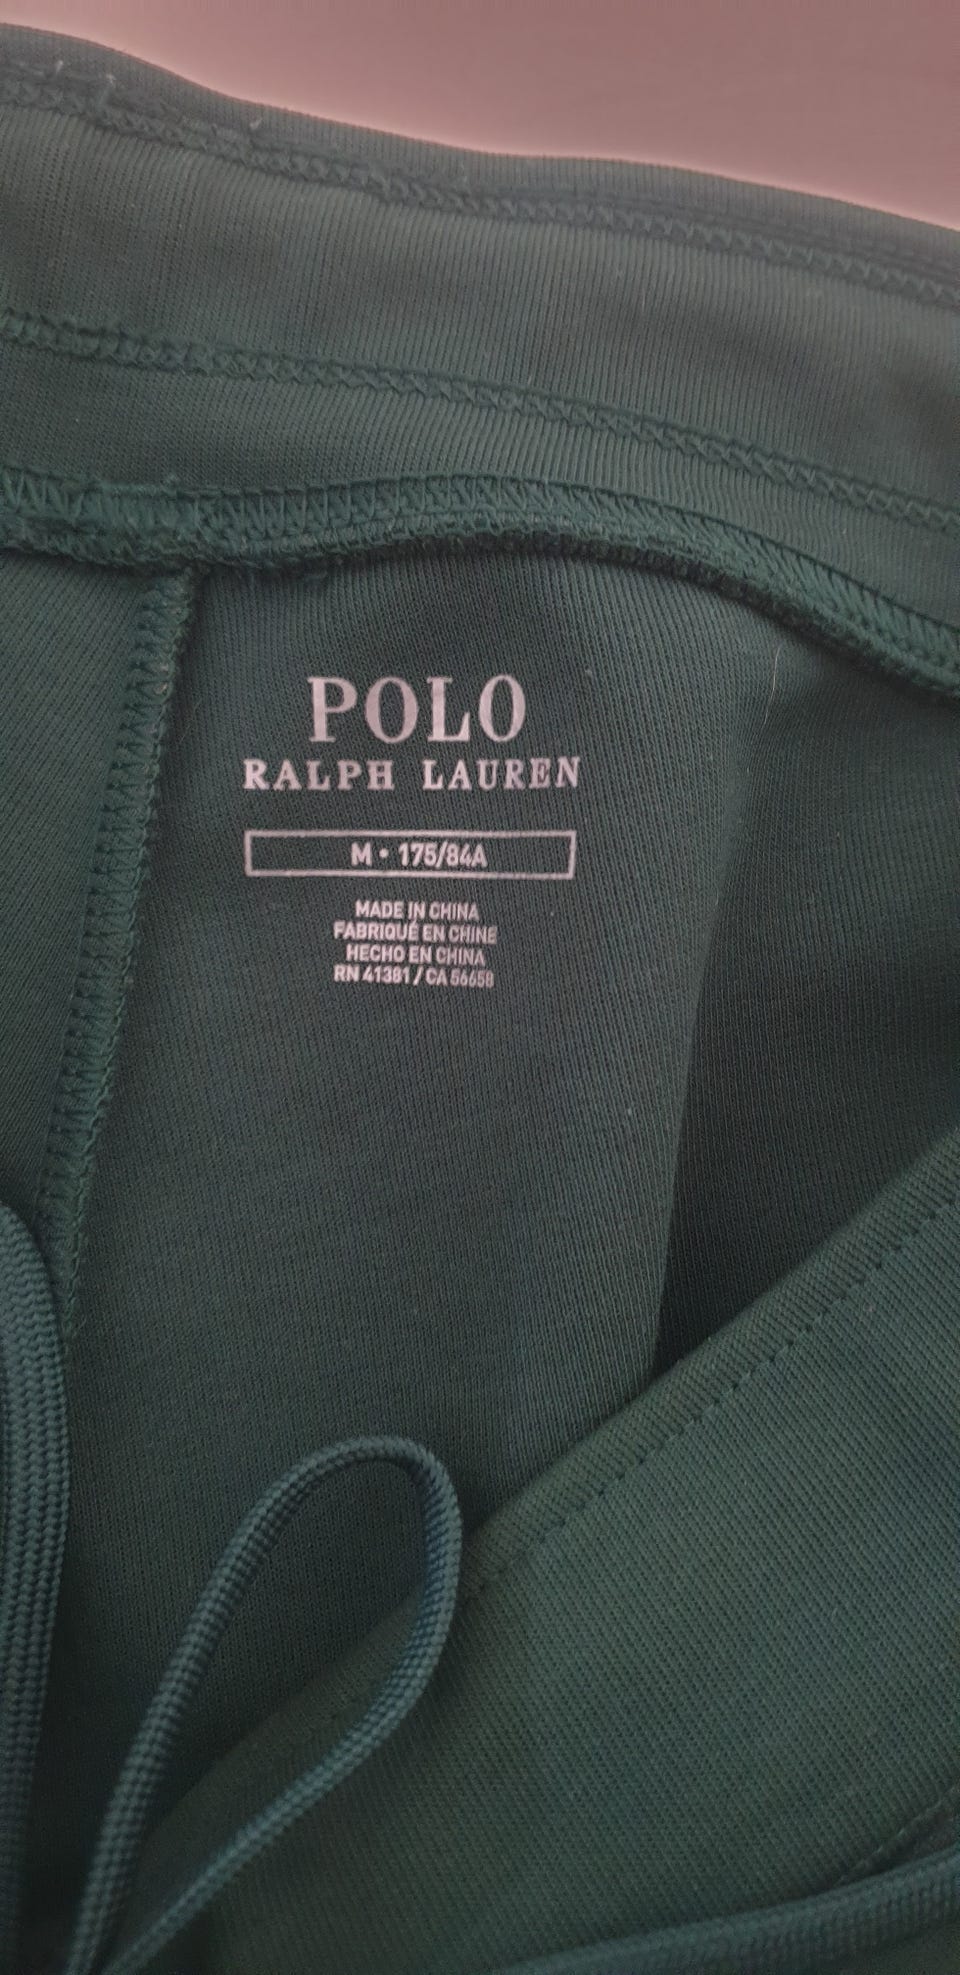 POLO
RALPH LAUREN
M • 175/84A
MADE IN CHINA
FABRIQUÉ EN CHINE
HECHO EN CHINA
RN 41381 / CA 56658